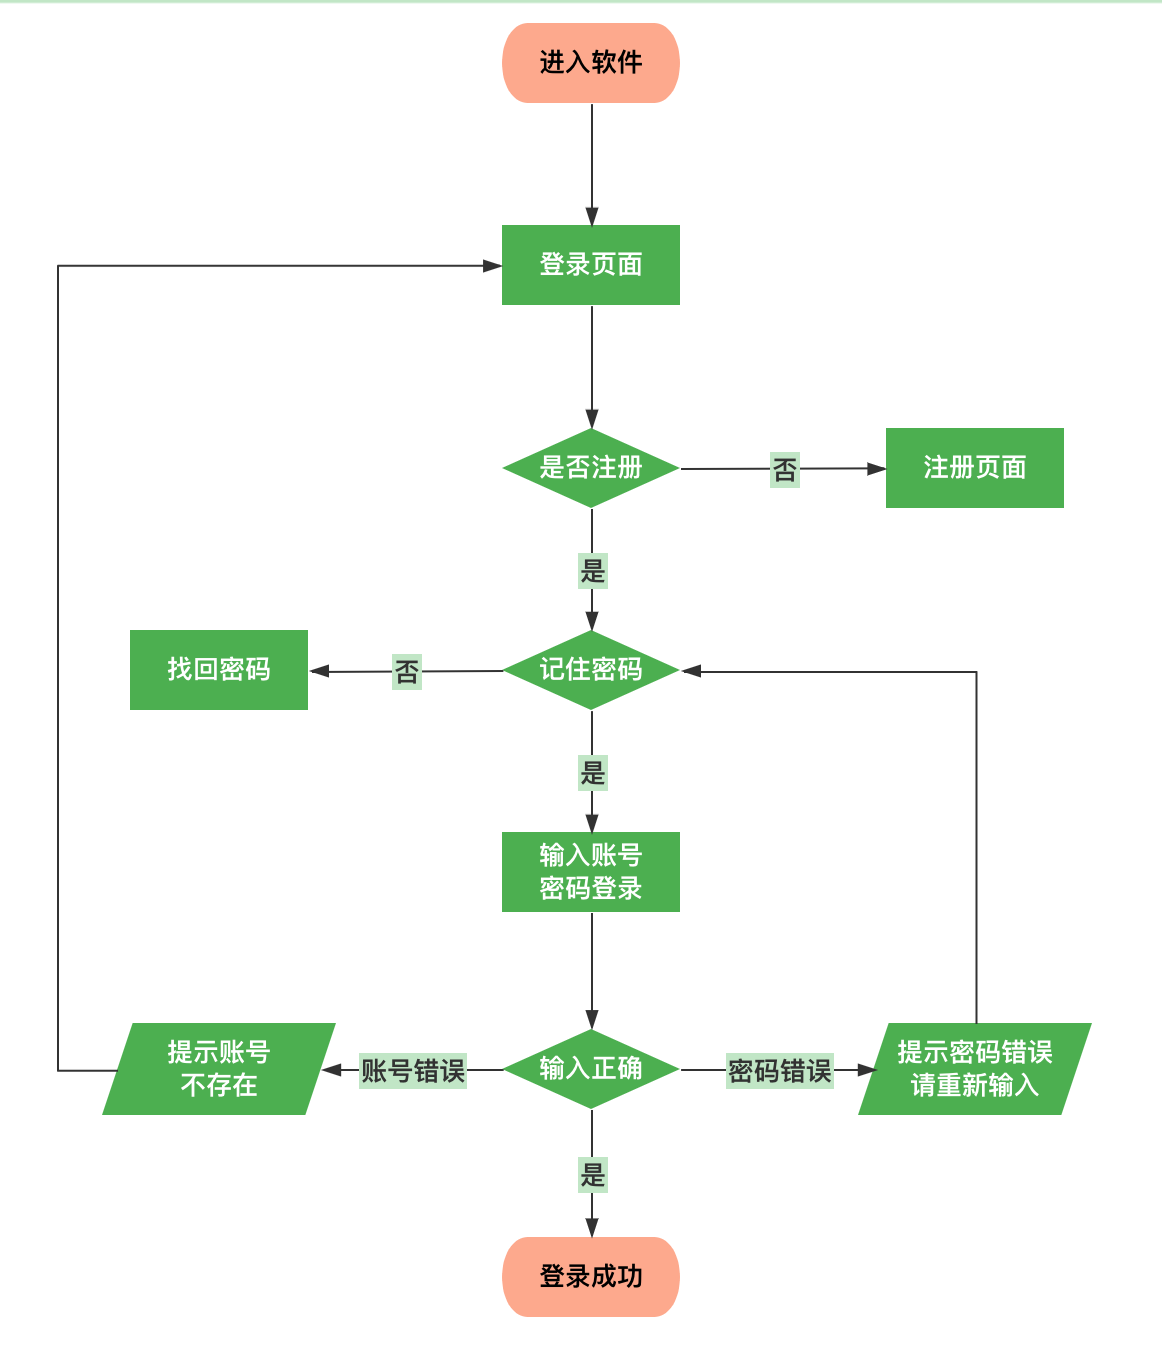 进入软件
登录页面
是否注册
否
注册页面
是
找回密码
否
记住密码
是
输入账号
密码登录
提示账号
不存在
账号错误
输入正确
密码错误
提示密码错误
请重新输入
是
登录成功